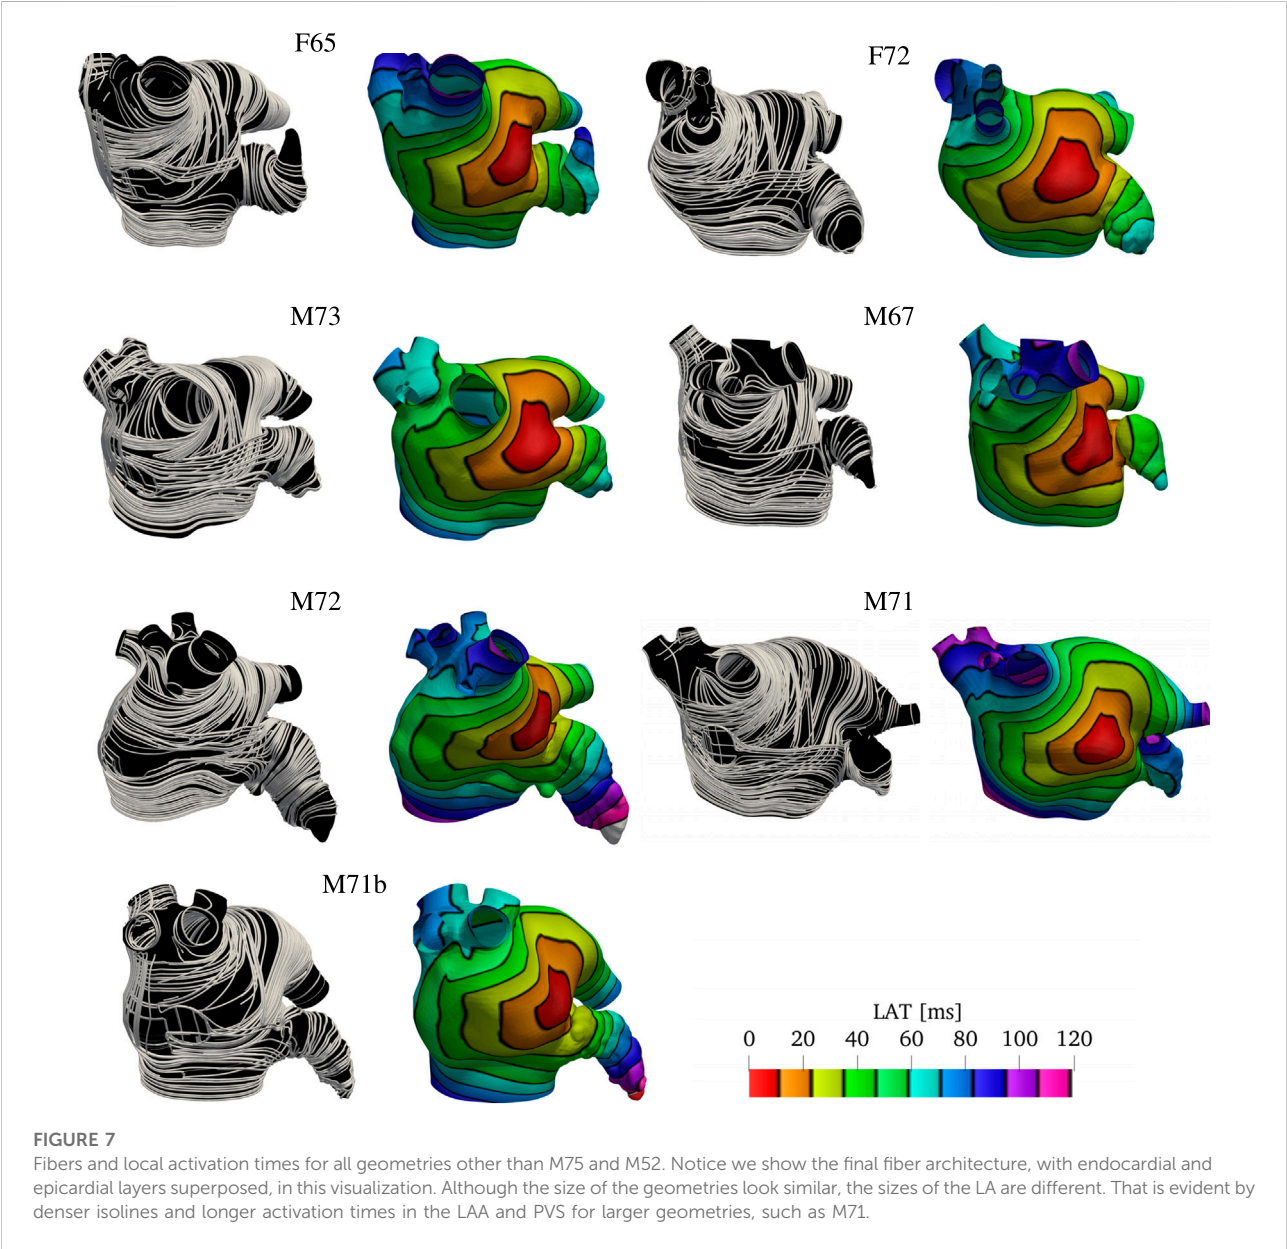 F65
F72
M73
M67
M72
M71
M71b
LAT [ms]
0 20 40 60 80 100 120
FIGURE 7
Fibers and local activation times for all geometries other than M75 and M52. Notice we show the final fiber architecture, with endocardial and
epicardial layers superposed, in this visualization. Although the size of the geometries look similar, the sizes of the LA are different. That is evident by
denser isolines and longer activation times in the LAA and PVS for larger geometries, such as M71.